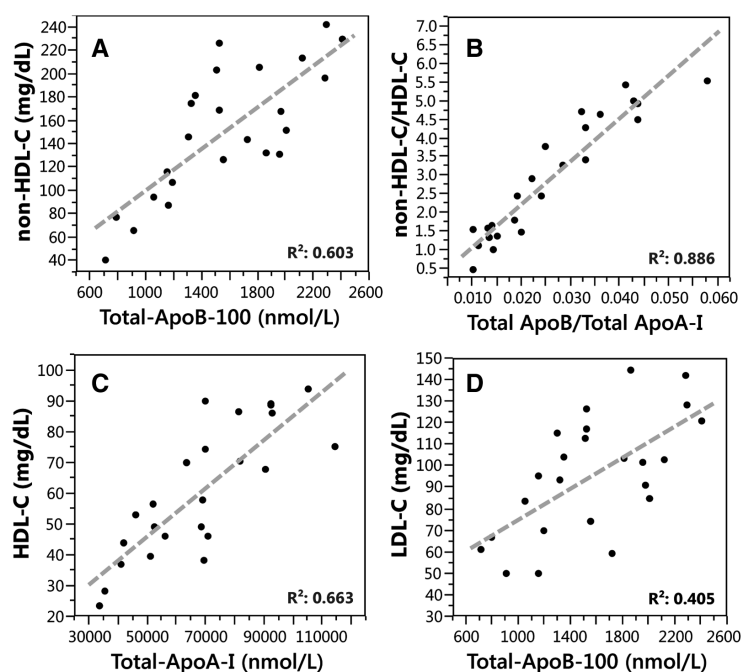 A
240
220
200
180
160
140
120
100
80
60
40
non-HDL-C (mg/dL)
R²: 0.603
600 1000 1400 1800 2200 2600
Total-ApoB-100 (nmol/L)
B
7.0
6.5
6.0
5.5
5.0
4.5
4.0
3.5
3.0
2.5
2.0
1.5
1.0
0.5
non-HDL-C/HDL-C
R²: 0.886
0.010 0.020 0.030 0.040 0.050 0.060
Total ApoB/Total ApoA-I
C
100
90
80
70
60
50
40
30
20
HDL-C (mg/dL)
R²: 0.663
30000 50000 70000 90000 110000
Total-ApoA-I (nmol/L)
D
150
140
130
120
110
100
90
80
70
60
50
40
30
LDL-C (mg/dL)
R²: 0.405
600 1000 1400 1800 2200 2600
Total-ApoB-100 (nmol/L)